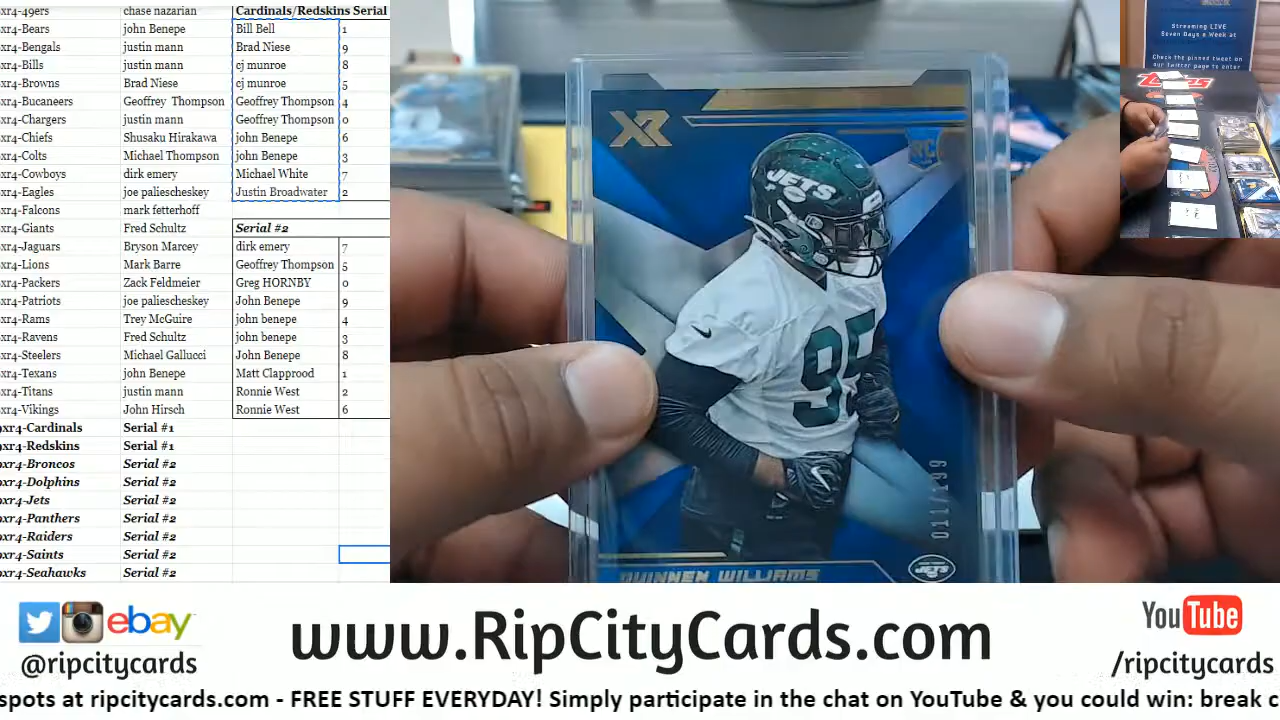 xr4-49ers chase nazarian Cardinals/Redskins Serial
xr4-Bears john Benepe Bill Bell 1
xr4-Bengals justin mann Brad Niese 9
xr4-Bills justin mann cj munroe 8
xr4-Browns Brad Niese cj munroe 5
xr4-Bucaneers Geoffrey Thompson Geoffrey Thompson 4
xr4-Chargers justin mann Geoffrey Thompson 0
xr4-Chiefs Shusaku Hirakawa john Benepe 6
xr4-Colts Michael Thompson john Benepe 3
xr4-Cowboys dirk emery Michael White 7
xr4-Eagles joe paliescheskey Justin Broadwater 2
xr4-Falcons mark fetterhoff
xr4-Giants Fred Schultz Serial #2
xr4-Jaguars Bryson Marcey dirk emery 7
xr4-Lions Mark Barre Geoffrey Thompson 5
xr4-Packers Zack Feldmeier Greg HORNBY 0
xr4-Patriots joe paliescheskey John Benepe 9
xr4-Rams Trey McGuire john benepe 4
xr4-Ravens Fred Schultz john benepe 3
xr4-Steelers Michael Gallucci John Benepe 8
xr4-Texans john Benepe Matt Clapprood 1
xr4-Titans justin mann Ronnie West 2
xr4-Vikings John Hirsch Ronnie West 6
xr4-Cardinals Serial #1
xr4-Redskins Serial #1
xr4-Broncos Serial #2
xr4-Dolphins Serial #2
xr4-Jets Serial #2
xr4-Panthers Serial #2
xr4-Raiders Serial #2
xr4-Saints Serial #2
xr4-Seahawks Serial #2
XR
RC
JETS
95
011/199
QUINNEN WILLIAMS
JETS
Streaming LIVE
Seven Days a Week at
Check the pinned tweet on
our Twitter page to enter
Topps
ebay
@ripcitycards
www.RipCityCards.com
YouTube
/ripcitycards
spots at ripcitycards.com - FREE STUFF EVERYDAY! Simply participate in the chat on YouTube & you could win: break c